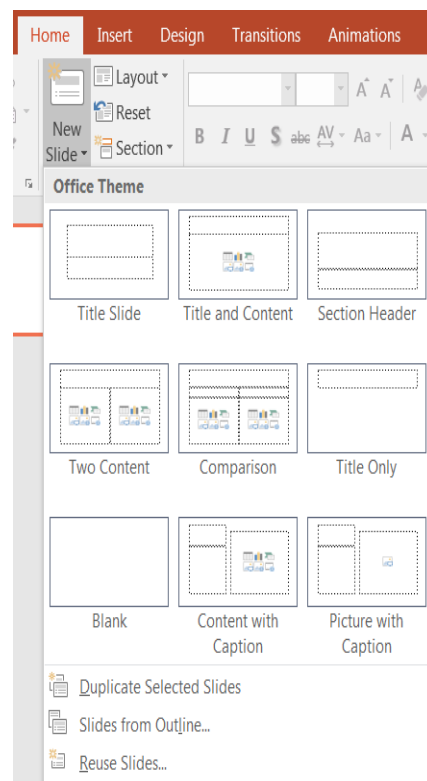 Home Insert Design Transitions Animations
Layout
New Slide
Reset
Section
B I U S abc AV Aa A
A A
Office Theme
Title Slide Title and Content Section Header
Two Content Comparison Title Only
Blank Content with Picture with
Caption Caption
Duplicate Selected Slides
Slides from Outline...
Reuse Slides...